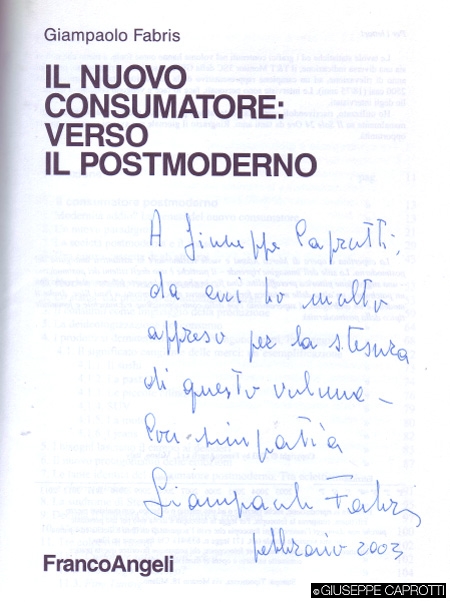 Giampaolo Fabris
IL NUOVO
CONSUMATORE:
VERSO
IL POSTMODERNO
A Giuseppe Caprotti,
da cui ho molto
appreso per la stesura
di questo volume –
Con simpatia
Giampaolo Fabris
febbraio 2003
FrancoAngeli
©GIUSEPPE CAPROTTI